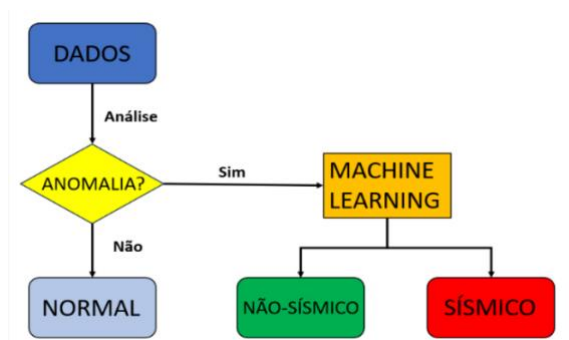 DADOS
Análise
ANOMALIA?
Sim
MACHINE
LEARNING
Não
NORMAL
NÃO-SÍSMICO
SÍSMICO